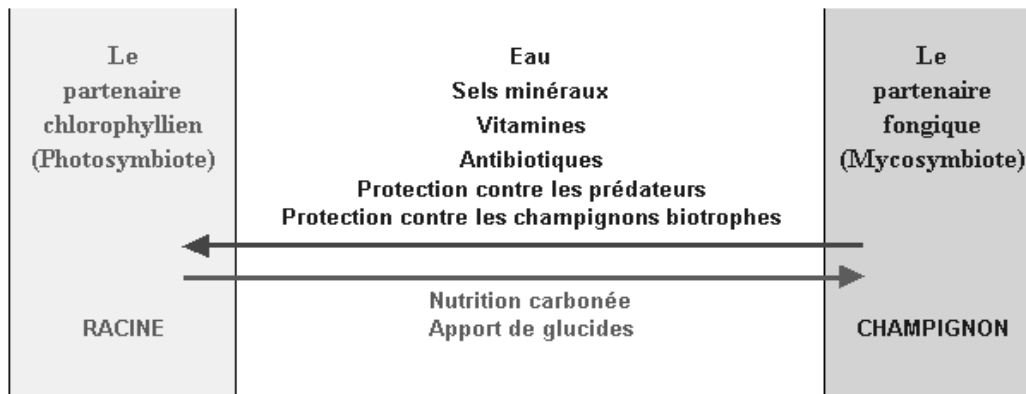 Le
partenaire
chlorophyllien
(Photosymbiote)
RACINE
Eau
Sels minéraux
Vitamines
Antibiotiques
Protection contre les prédateurs
Protection contre les champignons biotrophes
Nutrition carbonée
Apport de glucides
Le
partenaire
fongique
(Mycosymbiote)
CHAMPIGNON